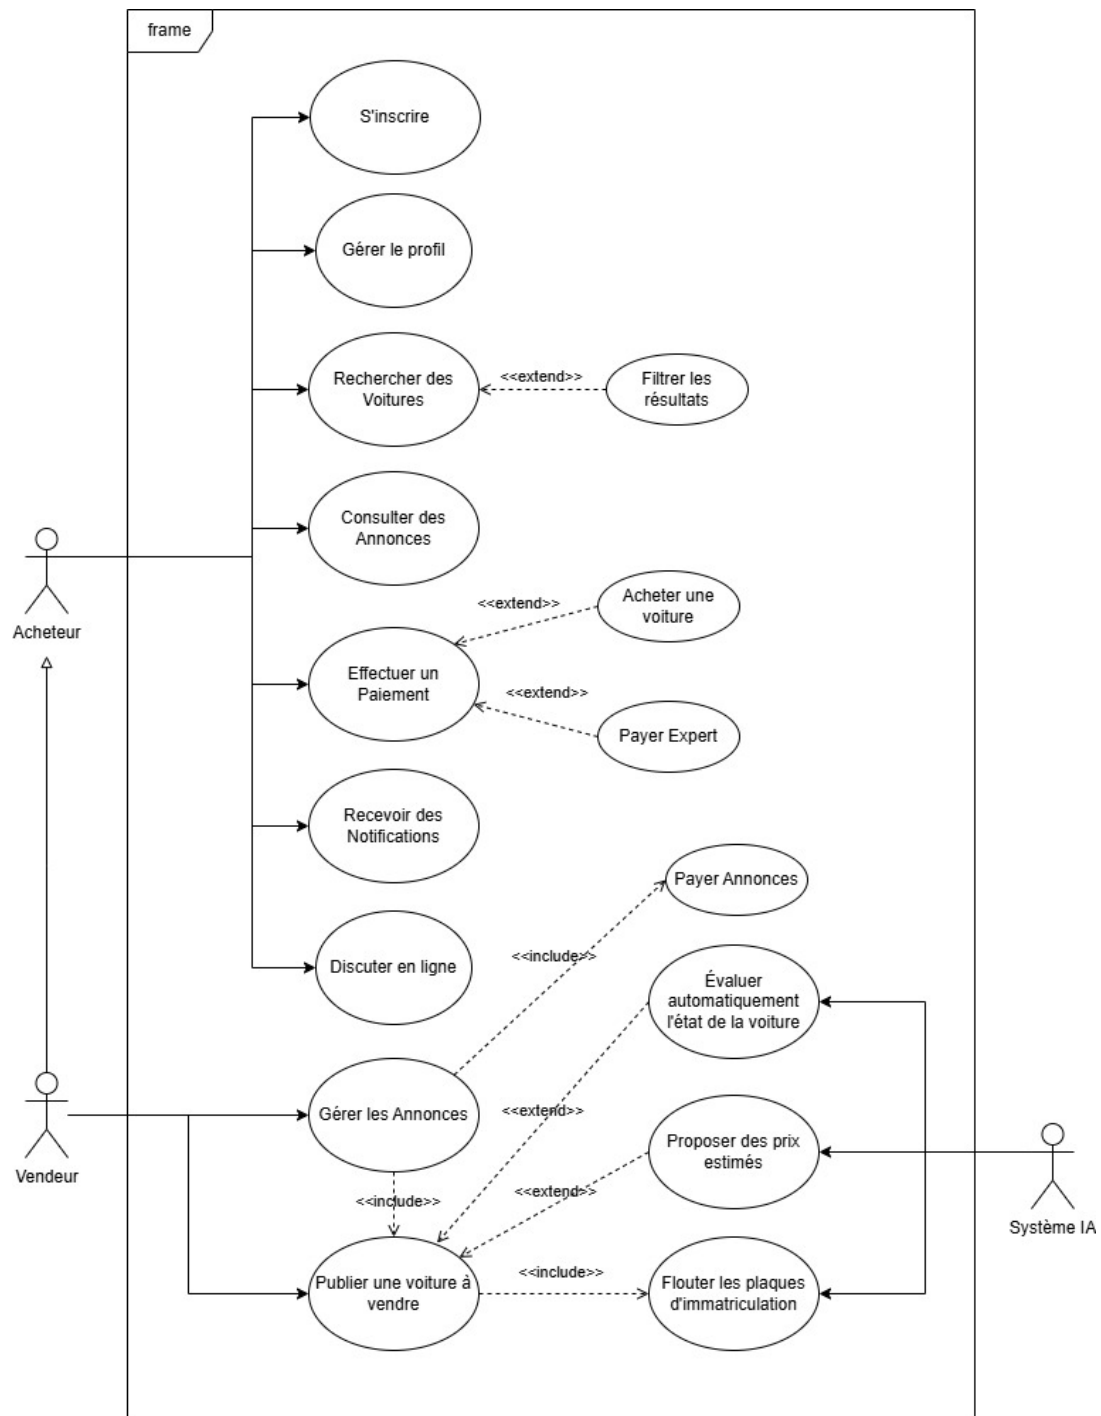 frame
S'inscrire
Gérer le profil
Rechercher des
Voitures
<<extend>>
Filtrer les
résultats
Consulter des
Annonces
Acheteur
<<extend>>
Acheter une
voiture
Effectuer un
Paiement
<<extend>>
Payer Expert
Recevoir des
Notifications
Payer Annonces
<<include>>
Discuter en ligne
Évaluer
automatiquement
l'état de la voiture
<<extend>>
Gérer les Annonces
Vendeur
Proposer des prix
estimés
<<include>>
<<extend>>
Système IA
Publier une voiture à
vendre
<<include>>
Flouter les plaques
d'immatriculation